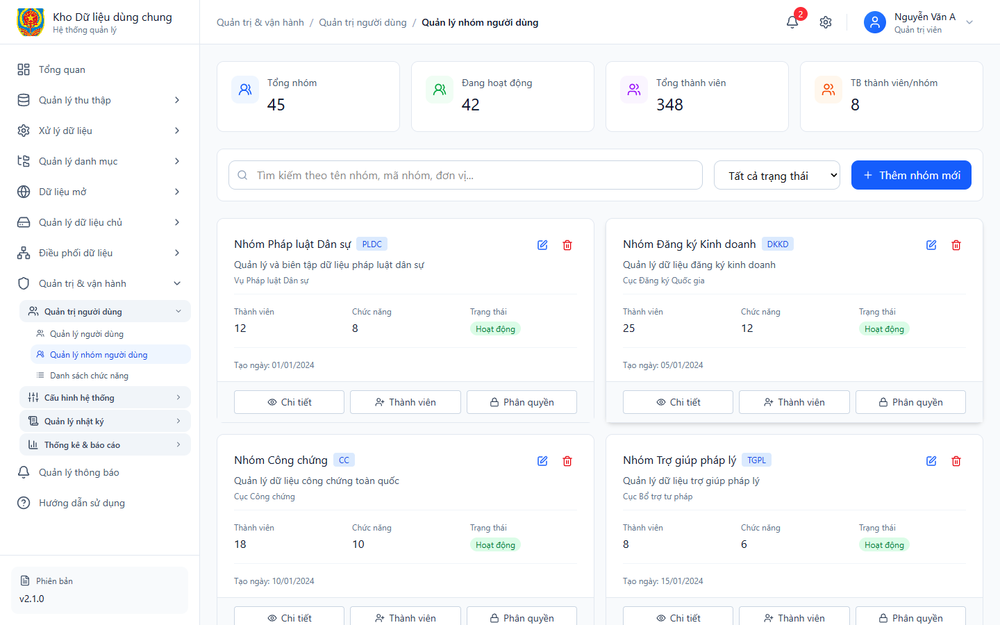 Kho Dữ liệu dùng chung
Hệ thống quản lý
Tổng quan
Quản lý thu thập
Xử lý dữ liệu
Quản lý danh mục
Dữ liệu mở
Quản lý dữ liệu chủ
Điều phối dữ liệu
Quản trị & vận hành
Quản trị người dùng
Quản lý người dùng
Quản lý nhóm người dùng
Danh sách chức năng
Cấu hình hệ thống
Quản lý nhật ký
Thống kê & báo cáo
Quản lý thông báo
Hướng dẫn sử dụng
Phiên bản
v2.1.0
Quản trị & vận hành / Quản trị người dùng / Quản lý nhóm người dùng
2
Nguyễn Văn A
Quản trị viên
Tổng nhóm
45
Đang hoạt động
42
Tổng thành viên
348
TB thành viên/nhóm
8
Tìm kiếm theo tên nhóm, mã nhóm, đơn vị...
Tất cả trạng thái
Thêm nhóm mới
Nhóm Pháp luật Dân sự PLDC
Quản lý và biên tập dữ liệu pháp luật dân sự
Vụ Pháp luật Dân sự
Thành viên Chức năng Trạng thái
12 8 Hoạt động
Tạo ngày: 01/01/2024
Chi tiết Thành viên Phân quyền
Nhóm Đăng ký Kinh doanh DKKD
Quản lý dữ liệu đăng ký kinh doanh
Cục Đăng ký Quốc gia
Thành viên Chức năng Trạng thái
25 12 Hoạt động
Tạo ngày: 05/01/2024
Chi tiết Thành viên Phân quyền
Nhóm Công chứng CC
Quản lý dữ liệu công chứng toàn quốc
Cục Công chứng
Thành viên Chức năng Trạng thái
18 10 Hoạt động
Tạo ngày: 10/01/2024
Chi tiết Thành viên Phân quyền
Nhóm Trợ giúp pháp lý TGPL
Quản lý dữ liệu trợ giúp pháp lý
Cục Bổ trợ tư pháp
Thành viên Chức năng Trạng thái
8 6 Hoạt động
Tạo ngày: 15/01/2024
Chi tiết Thành viên Phân quyền